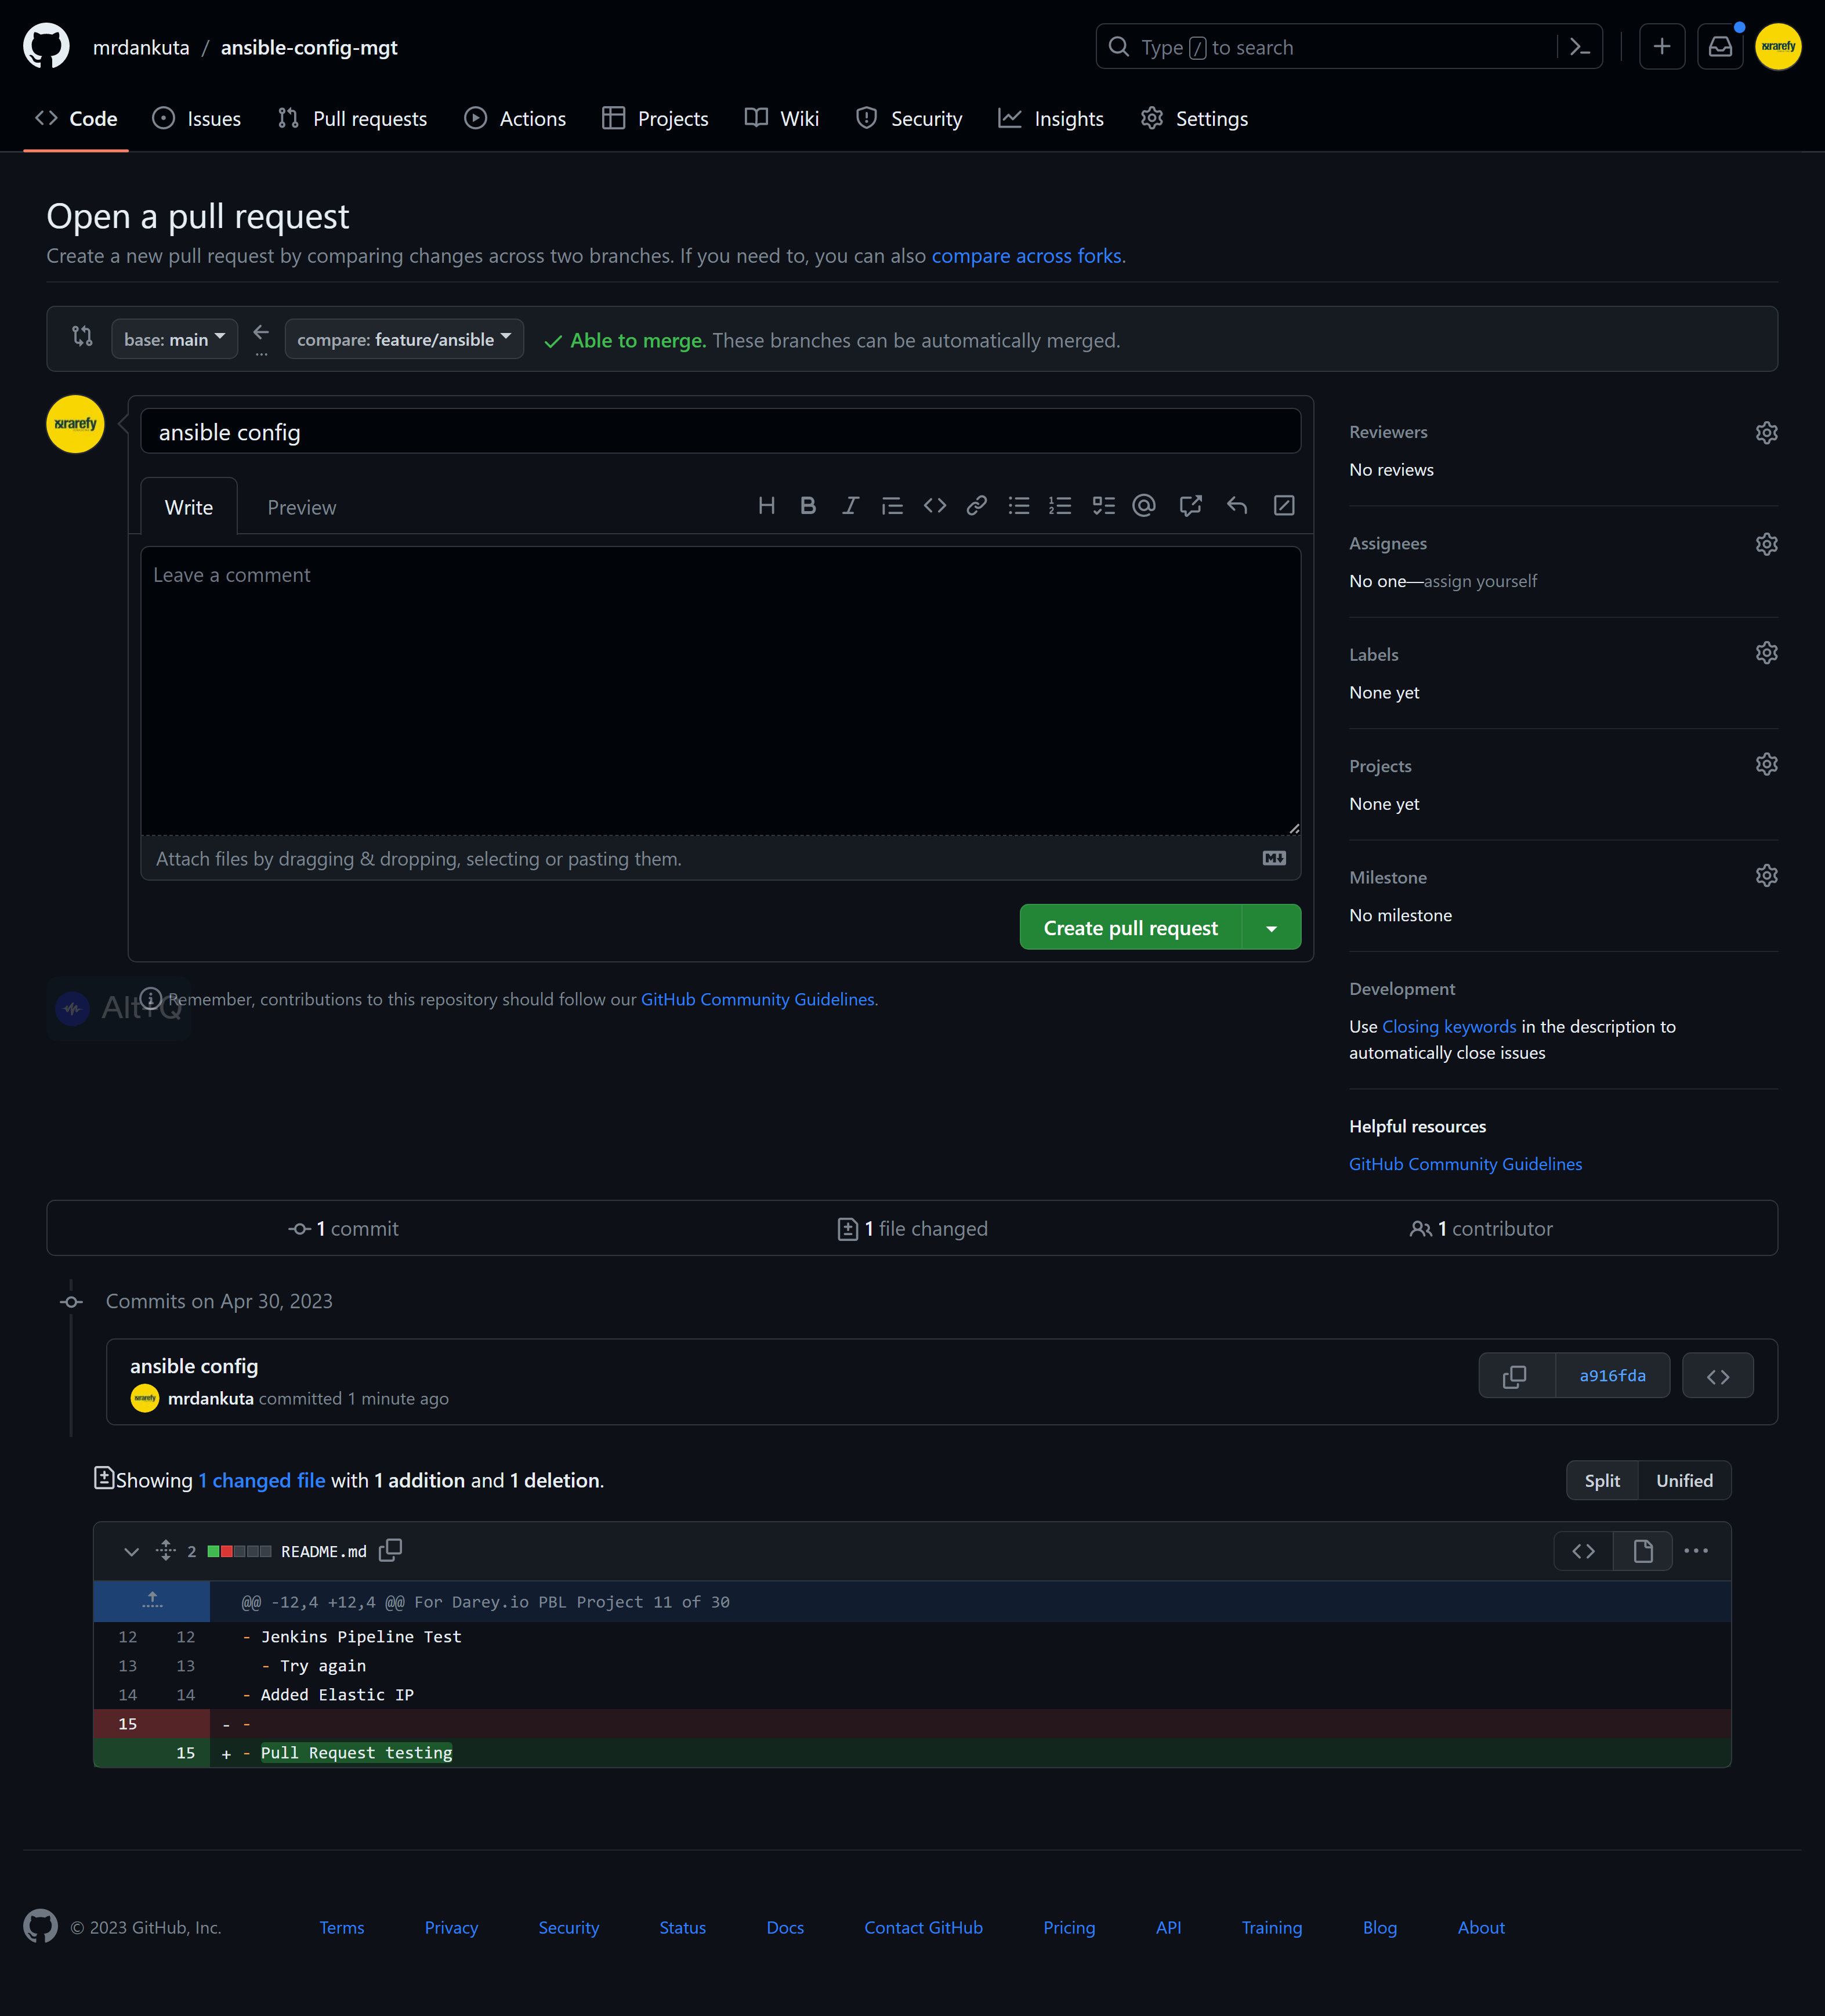 mrdankuta / ansible-config-mgt
Type / to search
xurarefy
Code
Issues
Pull requests
Actions
Projects
Wiki
Security
Insights
Settings
Open a pull request
Create a new pull request by comparing changes across two branches. If you need to, you can also compare across forks.
base: main
...
compare: feature/ansible
Able to merge. These branches can be automatically merged.
xurarefy
ansible config
Write
Preview
Leave a comment
Attach files by dragging & dropping, selecting or pasting them.
Create pull request
Alt+Q
Remember, contributions to this repository should follow our GitHub Community Guidelines.
Reviewers
No reviews
Assignees
No one—assign yourself
Labels
None yet
Projects
None yet
Milestone
No milestone
Development
Use Closing keywords in the description to
automatically close issues
Helpful resources
GitHub Community Guidelines
1 commit
1 file changed
1 contributor
Commits on Apr 30, 2023
ansible config
mrdankuta committed 1 minute ago
a916fda
Showing 1 changed file with 1 addition and 1 deletion.
Split
Unified
2
README.md
@@ -12,4 +12,4 @@ For Darey.io PBL Project 11 of 30
12 12 - Jenkins Pipeline Test
13 13 - Try again
14 14 - Added Elastic IP
15 - -
15 + - Pull Request testing
© 2023 GitHub, Inc.
Terms
Privacy
Security
Status
Docs
Contact GitHub
Pricing
API
Training
Blog
About